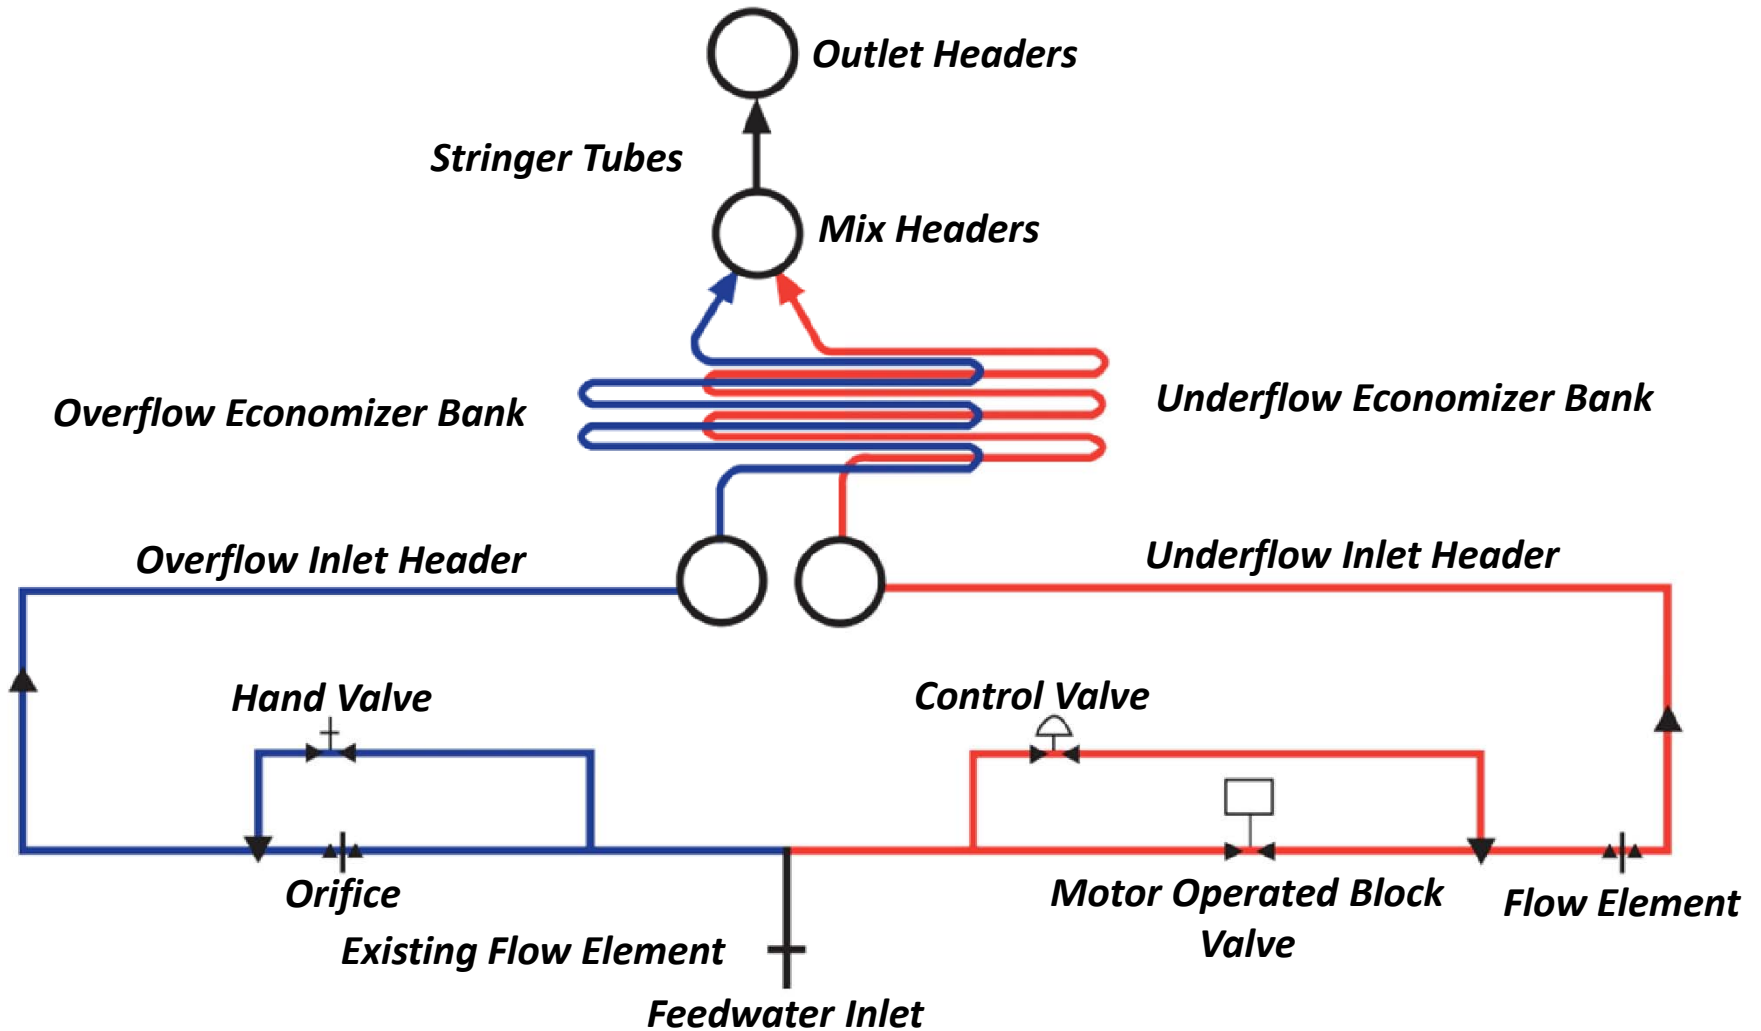 Outlet Headers
Stringer Tubes
Mix Headers
Overflow Economizer Bank
Underflow Economizer Bank
Overflow Inlet Header
Underflow Inlet Header
Hand Valve
Control Valve
Orifice
Motor Operated Block
Valve
Flow Element
Existing Flow Element
Feedwater Inlet